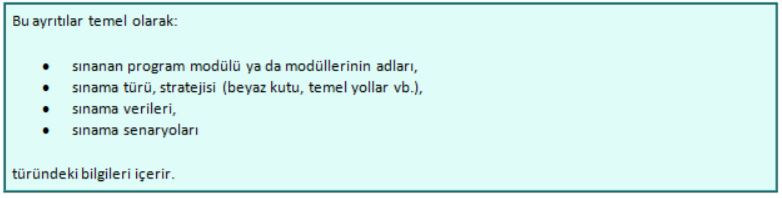 Bu ayrıtılar temel olarak:
• sınanan program modülü ya da modüllerinin adları,
• sınama türü, stratejisi (beyaz kutu, temel yollar vb.),
• sınama verileri,
• sınama senaryoları
türündeki bilgileri içerir.